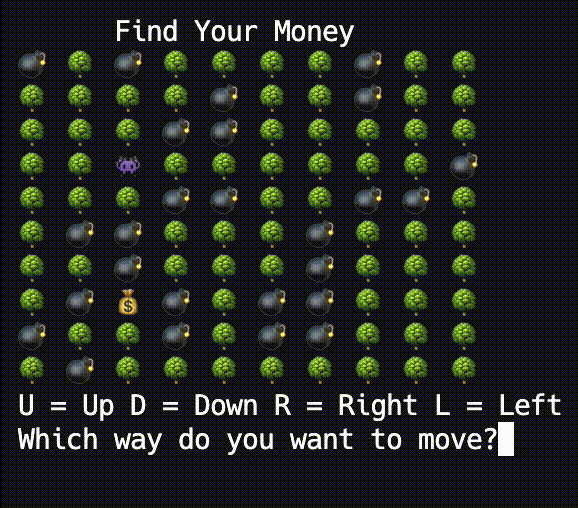 Find Your Money
U = Up D = Down R = Right L = Left
Which way do you want to move?